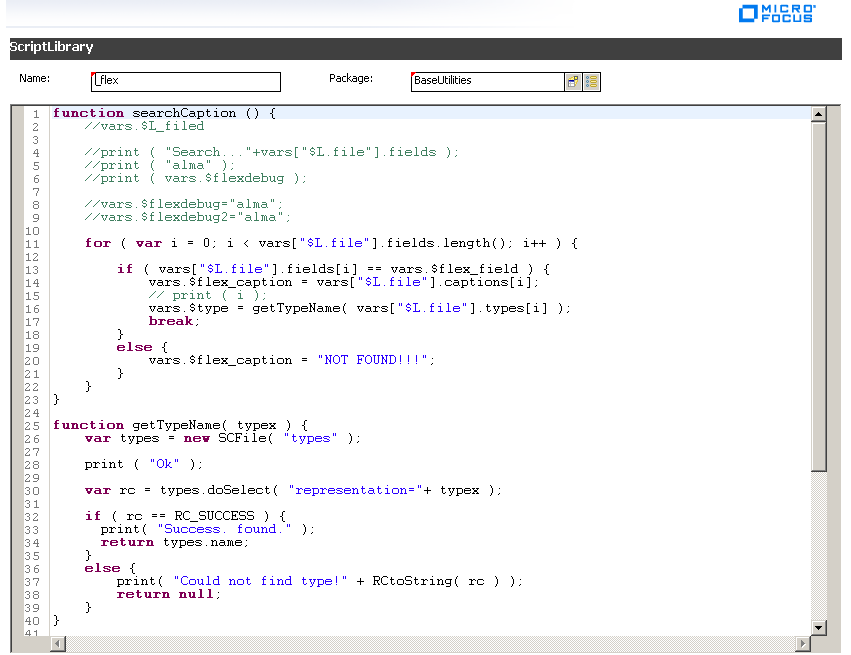 MICRO
FOCUS
ScriptLibrary
Name: _flex Package: BaseUtilities
1 function searchCaption () {
2 //vars.$L_filed
3
4 //print ( "Search..."+vars["$L.file"].fields );
5 //print ( "alma" );
6 //print ( vars.$flexdebug );
7
8 //vars.$flexdebug="alma";
9 //vars.$flexdebug2="alma";
10
11 for ( var i = 0; i < vars["$L.file"].fields.length(); i++ ) {
12
13 if ( vars["$L.file"].fields[i] == vars.$flex_field ) {
14 vars.$flex_caption = vars["$L.file"].captions[i];
15 // print ( i );
16 vars.$type = getTypeName( vars["$L.file"].types[i] );
17 break;
18 }
19 else {
20 vars.$flex_caption = "NOT FOUND!!!";
21 }
22 }
23 }
24
25 function getTypeName( typex ) {
26 var types = new SCFile( "types" );
27
28 print ( "Ok" );
29
30 var rc = types.doSelect( "representation="+ typex );
31
32 if ( rc == RC_SUCCESS ) {
33 print( "Success. found." );
34 return types.name;
35 }
36 else {
37 print( "Could not find type!" + RCtoString( rc ) );
38 return null;
39 }
40 }
41